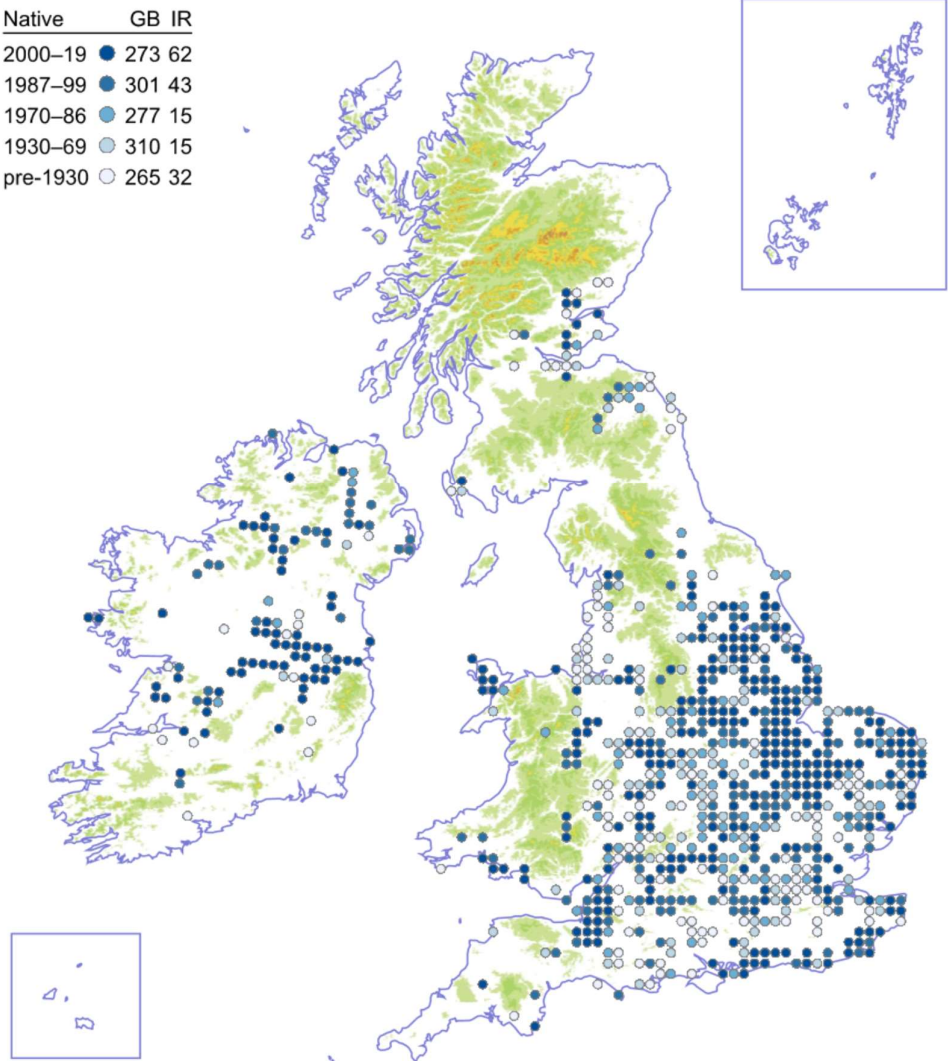 Native GB IR
2000–19 273 62
1987–99 301 43
1970–86 277 15
1930–69 310 15
pre-1930 265 32